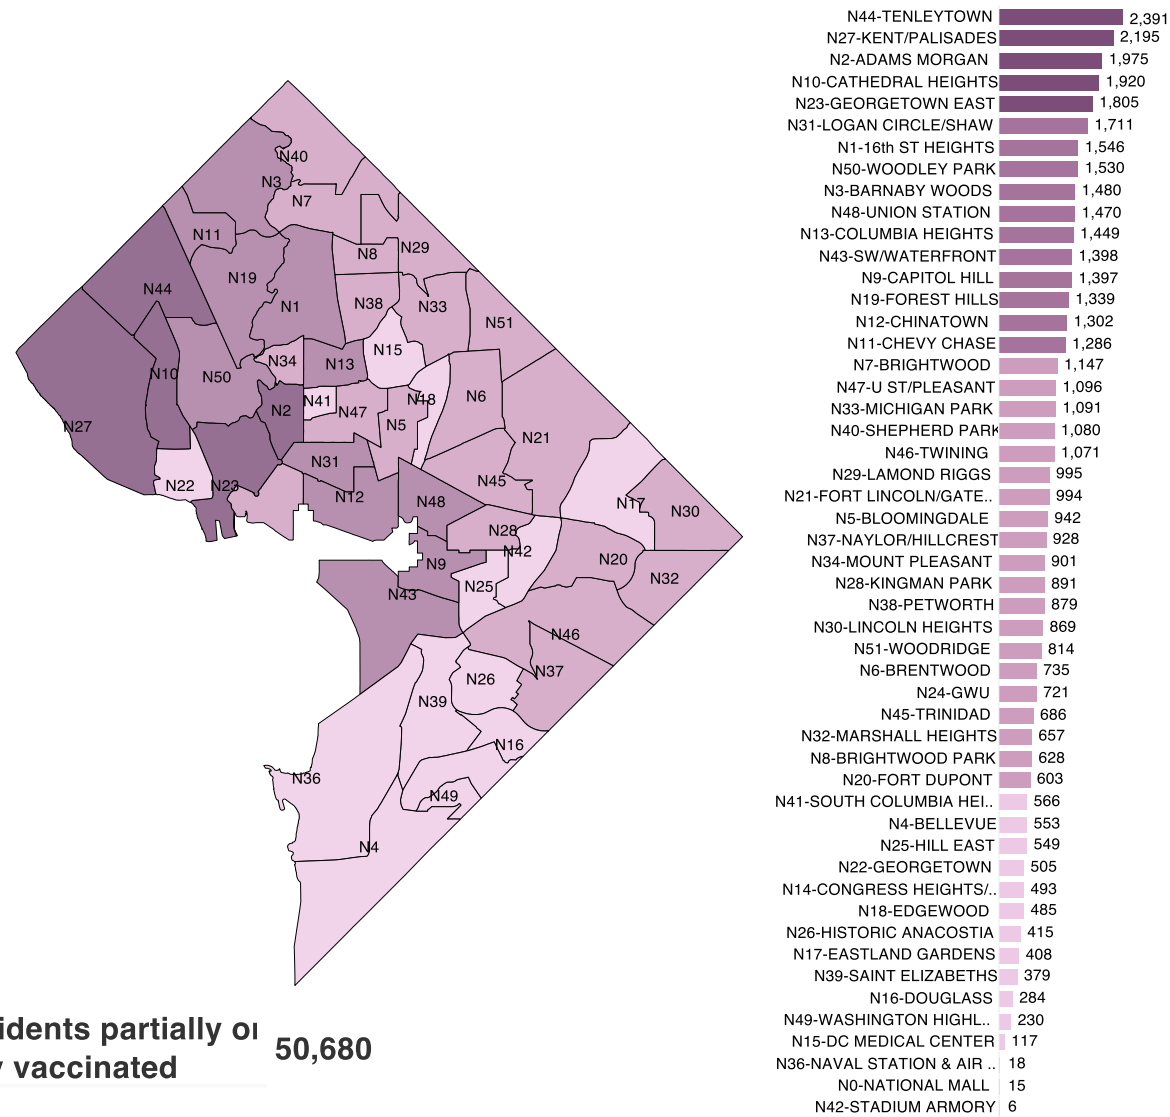 N40
N3
N7
N11
N8
N29
N19
N44
N1
N38
N33
N51
N15
N34
N13
N10
N50
N18
N6
N41
N2
N47
N5
N27
N21
N31
N45
N22
N23
N12
N48
N17
N30
N28
N42
N9
N20
N25
N32
N43
N46
N37
N26
N39
N16
N36
N49
N4
idents partially or
y vaccinated
50,680
N44-TENLEYTOWN 2,391
N27-KENT/PALISADES 2,195
N2-ADAMS MORGAN 1,975
N10-CATHEDRAL HEIGHTS 1,920
N23-GEORGETOWN EAST 1,805
N31-LOGAN CIRCLE/SHAW 1,711
N1-16th ST HEIGHTS 1,546
N50-WOODLEY PARK 1,530
N3-BARNABY WOODS 1,480
N48-UNION STATION 1,470
N13-COLUMBIA HEIGHTS 1,449
N43-SW/WATERFRONT 1,398
N9-CAPITOL HILL 1,397
N19-FOREST HILLS 1,339
N12-CHINATOWN 1,302
N11-CHEVY CHASE 1,286
N7-BRIGHTWOOD 1,147
N47-U ST/PLEASANT 1,096
N33-MICHIGAN PARK 1,091
N40-SHEPHERD PARK 1,080
N46-TWINING 1,071
N29-LAMOND RIGGS 995
N21-FORT LINCOLN/GATE.. 994
N5-BLOOMINGDALE 942
N37-NAYLOR/HILLCREST 928
N34-MOUNT PLEASANT 901
N28-KINGMAN PARK 891
N38-PETWORTH 879
N30-LINCOLN HEIGHTS 869
N51-WOODRIDGE 814
N6-BRENTWOOD 735
N24-GWU 721
N45-TRINIDAD 686
N32-MARSHALL HEIGHTS 657
N8-BRIGHTWOOD PARK 628
N20-FORT DUPONT 603
N41-SOUTH COLUMBIA HEI.. 566
N4-BELLEVUE 553
N25-HILL EAST 549
N22-GEORGETOWN 505
N14-CONGRESS HEIGHTS/.. 493
N18-EDGEWOOD 485
N26-HISTORIC ANACOSTIA 415
N17-EASTLAND GARDENS 408
N39-SAINT ELIZABETHS 379
N16-DOUGLASS 284
N49-WASHINGTON HIGHL.. 230
N15-DC MEDICAL CENTER 117
N36-NAVAL STATION & AIR .. 18
N0-NATIONAL MALL 15
N42-STADIUM ARMORY 6